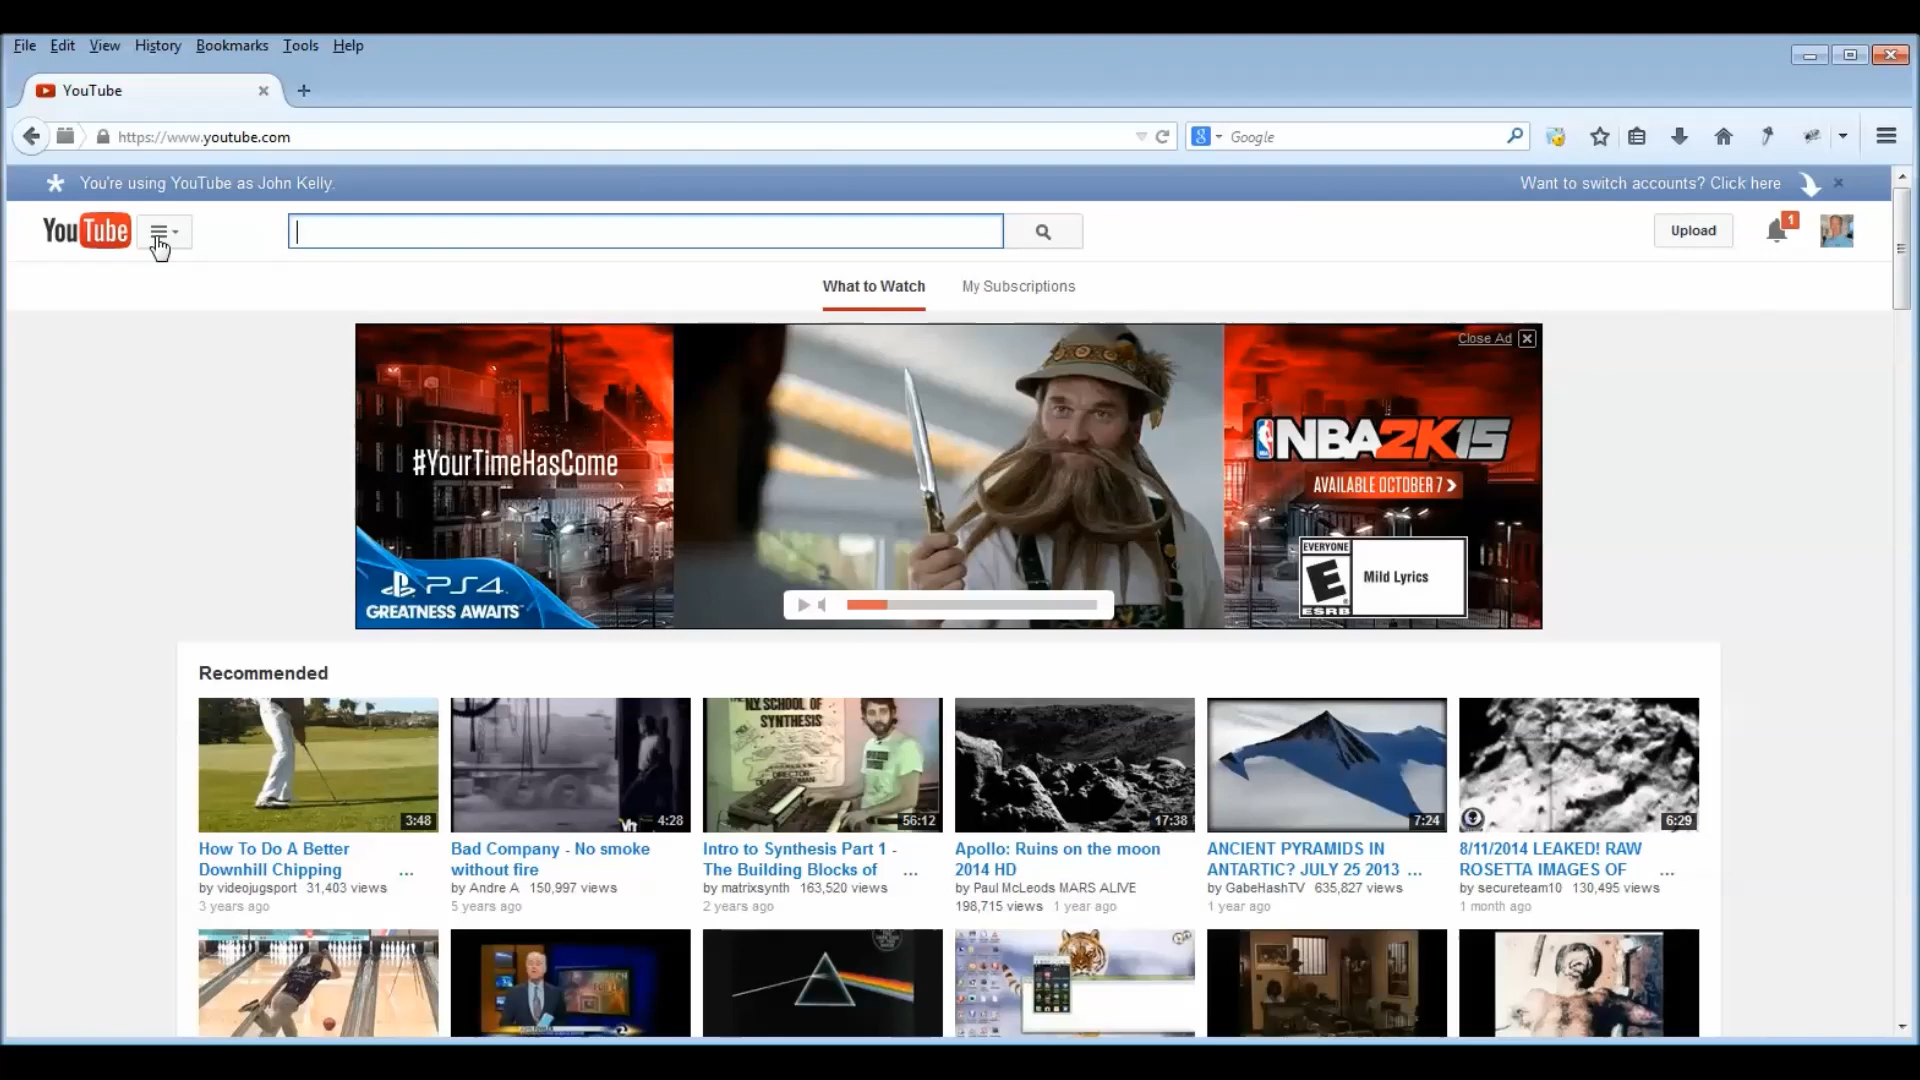 File Edit View History Bookmarks Tools Help
YouTube
https://www.youtube.com
Google
You're using YouTube as John Kelly.
Want to switch accounts? Click here
YouTube
Upload
1
What to Watch
My Subscriptions
Close Ad
#YourTimeHasCome
NBA2K15
AVAILABLE OCTOBER 7
EVERYONE
E
ESRB
Mild Lyrics
PS4
GREATNESS AWAITS
Recommended
3:48
How To Do A Better
Downhill Chipping ...
by videojugsport 31,403 views
3 years ago
4:28
Bad Company - No smoke
without fire
by Andre A 150,997 views
5 years ago
N.Y. SCHOOL OF
SYNTHESIS
DIRECTOR
56:12
Intro to Synthesis Part 1 -
The Building Blocks of ...
by matrixsynth 163,520 views
2 years ago
17:38
Apollo: Ruins on the moon
2014 HD
by Paul McLeods MARS ALIVE
198,715 views 1 year ago
7:24
ANCIENT PYRAMIDS IN
ANTARTIC? JULY 25 2013 ...
by GabeHashTV 635,827 views
1 year ago
6:29
8/11/2014 LEAKED! RAW
ROSETTA IMAGES OF ...
by secureteam10 130,495 views
1 month ago